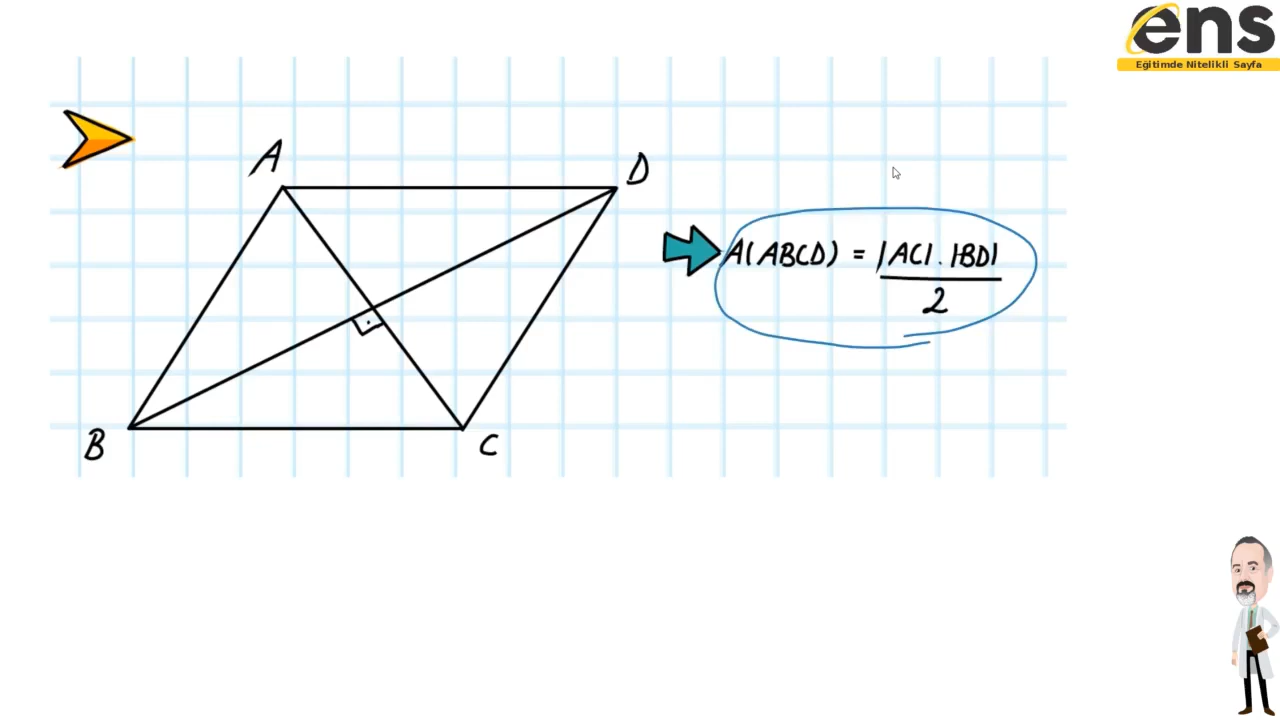 ens
Eğitimde Nitelikli Sayfa
A
D
A(ABCD) = |AC|.|BD|
2
B
C